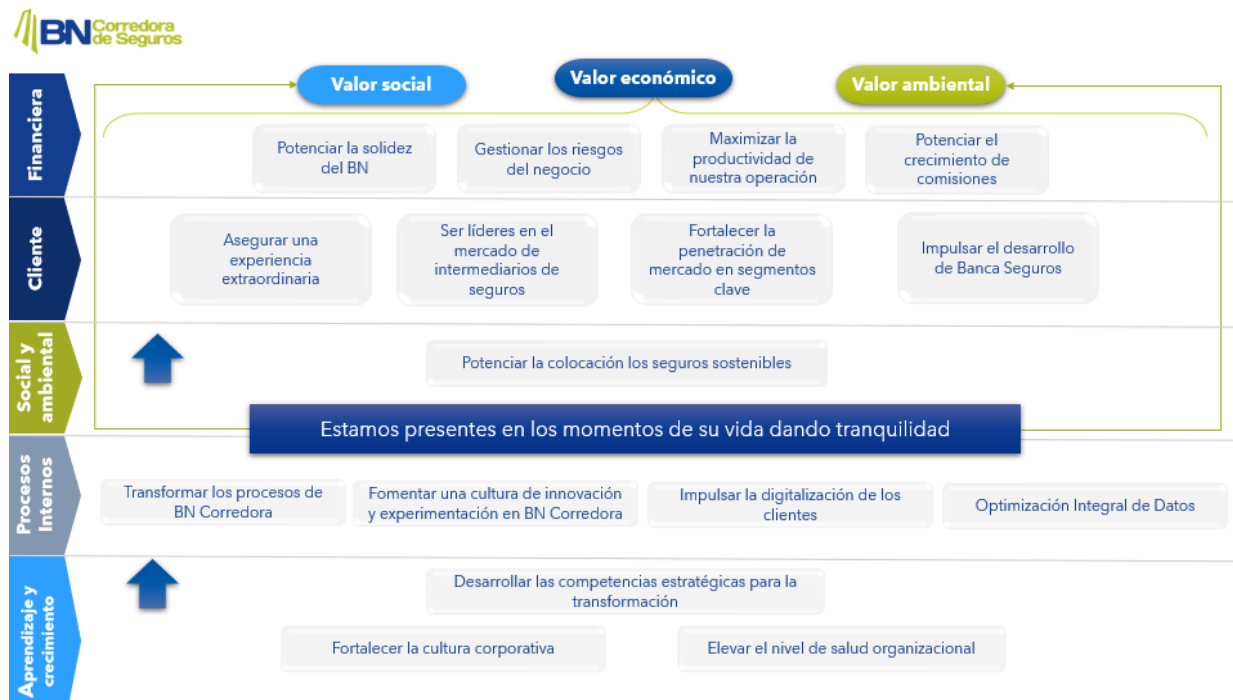 BN Corredora
de Seguros
Valor social
Valor económico
Valor ambiental
Financiera
Potenciar la solidez
del BN
Gestionar los riesgos
del negocio
Maximizar la
productividad de
nuestra operación
Potenciar el
crecimiento de
comisiones
Cliente
Asegurar una
experiencia
extraordinaria
Ser líderes en el
mercado de
intermediarios de
seguros
Fortalecer la
penetración de
mercado en segmentos
clave
Impulsar el desarrollo
de Banca Seguros
Social y
ambiental
Potenciar la colocación los seguros sostenibles
Estamos presentes en los momentos de su vida dando tranquilidad
Procesos
Internos
Transformar los procesos de
BN Corredora
Fomentar una cultura de innovación
y experimentación en BN Corredora
Impulsar la digitalización de los
clientes
Optimización Integral de Datos
Aprendizaje y
crecimiento
Desarrollar las competencias estratégicas para la
transformación
Fortalecer la cultura corporativa
Elevar el nivel de salud organizacional